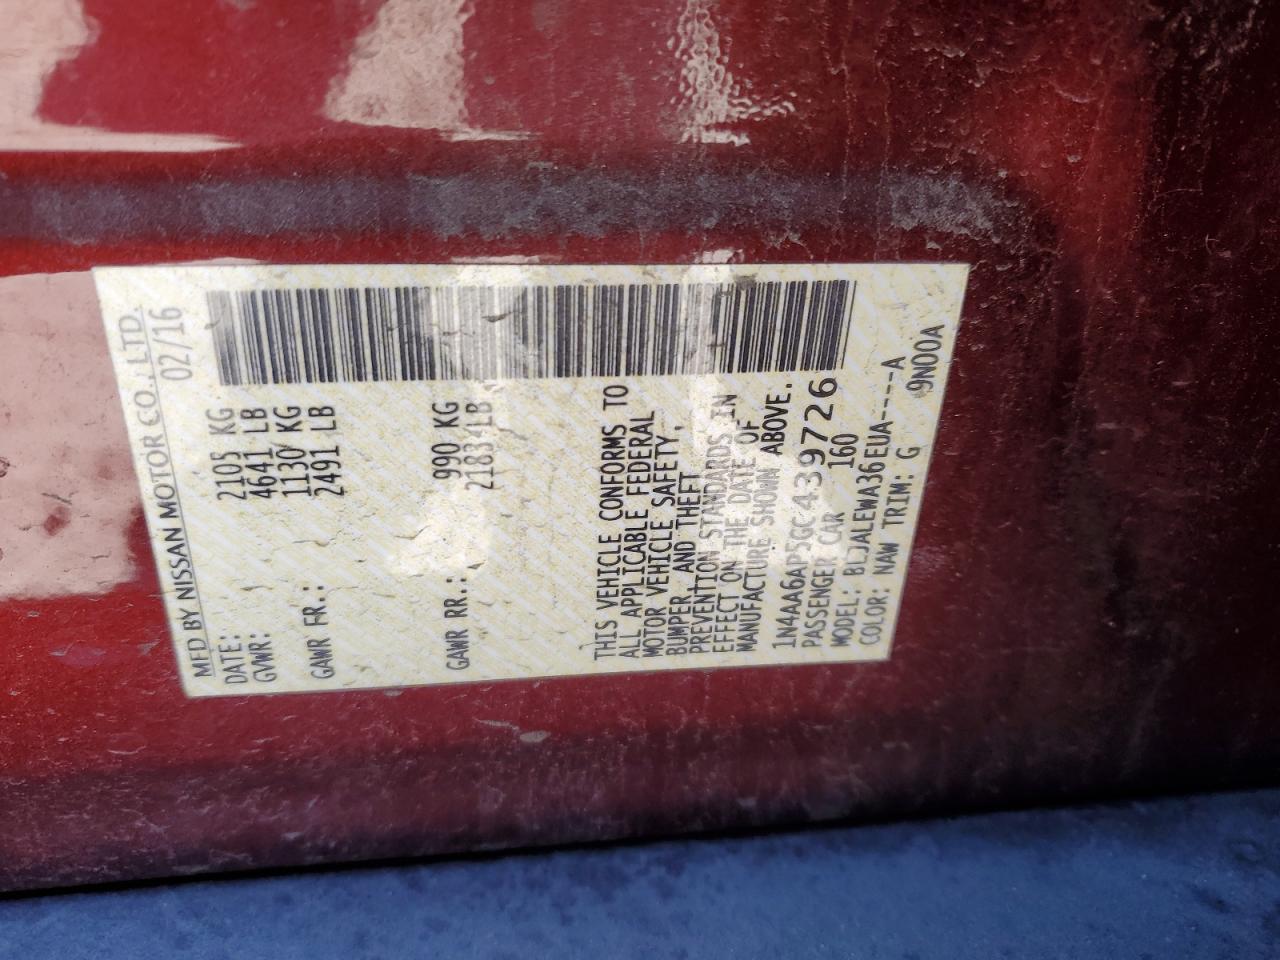 MFD BY NISSAN MOTOR CO., LTD.
DATE: 02/16
GVWR: 2105 KG
4641 LB
GAWR FR.: 1130 KG
2491 LB
GAWR RR.: 990 KG
2183 LB
THIS VEHICLE CONFORMS TO
ALL APPLICABLE FEDERAL
MOTOR VEHICLE SAFETY,
BUMPER, AND THEFT
PREVENTION STANDARDS IN
EFFECT ON THE DATE OF
MANUFACTURE SHOWN ABOVE.
1N4AA6AP5GC439726
PASSENGER CAR 160
MODEL: BLJALEWA36EUA----A
COLOR: NAW TRIM: G 9N00A